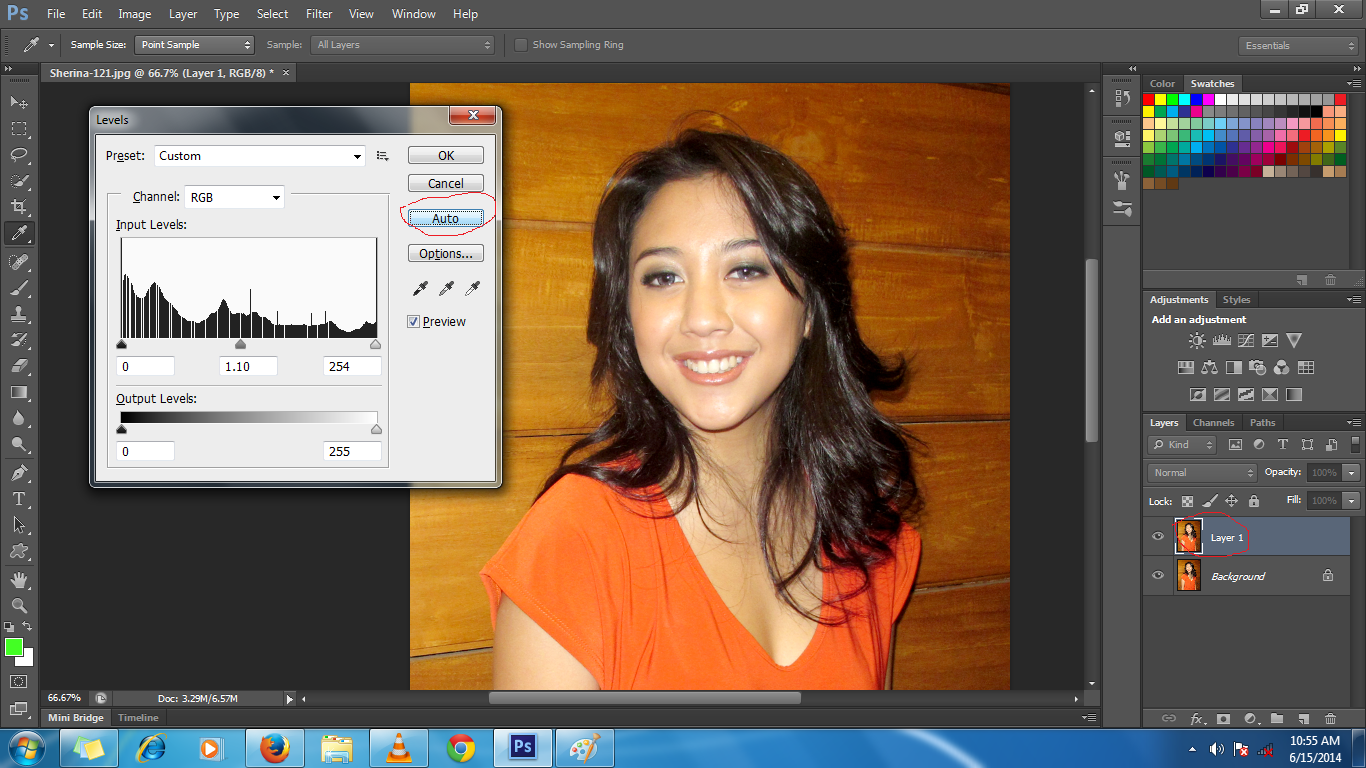 Ps File Edit Image Layer Type Select Filter View Window Help
Sample Size: Point Sample Sample: All Layers Show Sampling Ring Essentials
Sherina-121.jpg @ 66.7% (Layer 1, RGB/8) * ×
Levels
Preset: Custom
OK
Cancel
Channel: RGB
Auto
Input Levels:
Options...
Preview
0 1.10 254
Output Levels:
0 255
Color Swatches
Adjustments Styles
Add an adjustment
Layers Channels Paths
Kind
Normal Opacity: 100%
Lock: Fill: 100%
Layer 1
Background
fx
66.67% Doc: 3.29M/6.57M
Mini Bridge Timeline
Ps
10:55 AM
6/15/2014